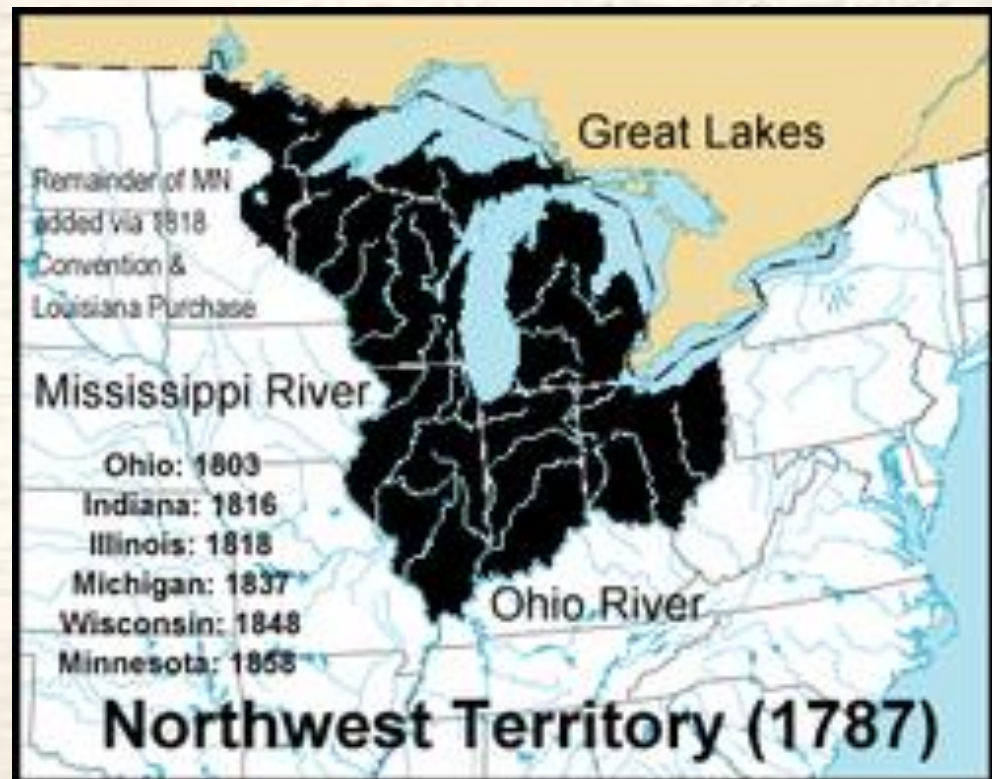 Great Lakes
Remainder of MN
added via 1818
Convention &
Louisiana Purchase
Mississippi River
Ohio: 1803
Indiana: 1816
Illinois: 1818
Michigan: 1837
Wisconsin: 1848
Minnesota: 1858
Ohio River
Northwest Territory (1787)